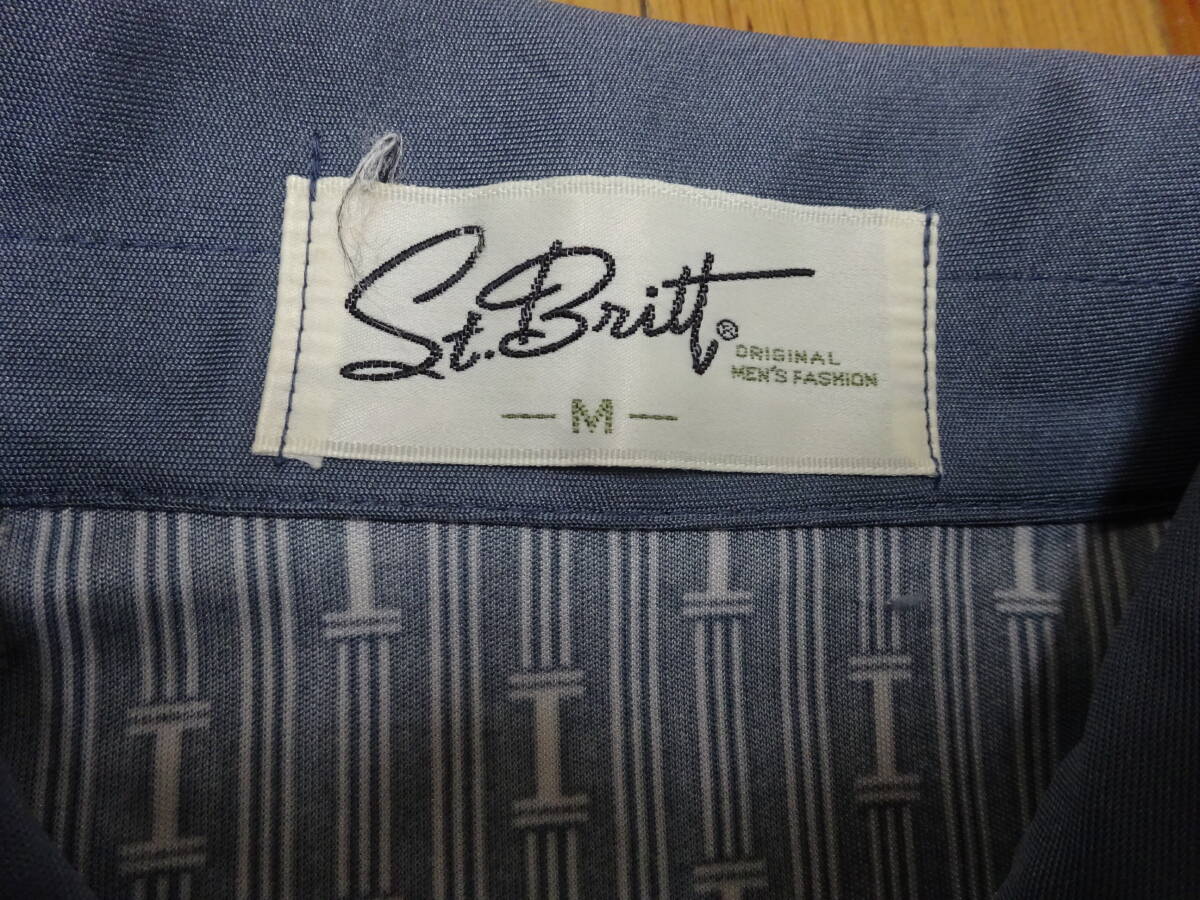 St. Britt®
ORIGINAL
MEN'S FASHION
— M —